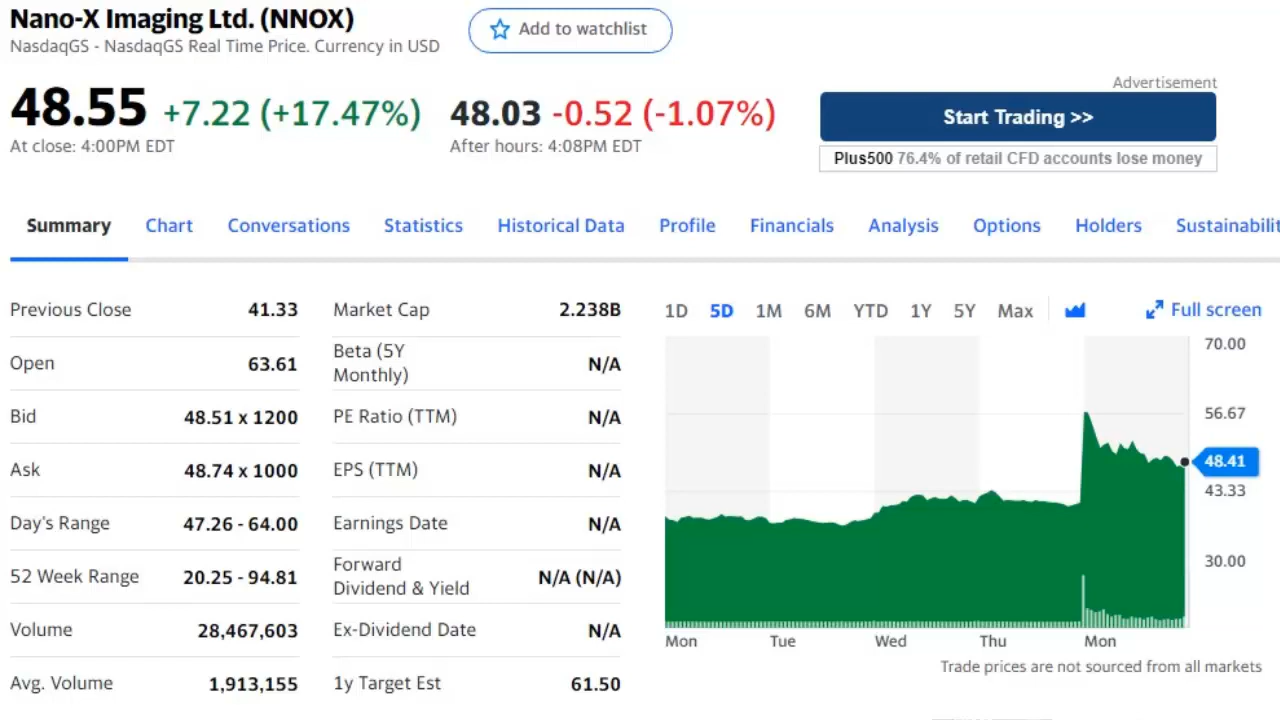 Nano-X Imaging Ltd. (NNOX)
NasdaqGS - NasdaqGS Real Time Price. Currency in USD
Add to watchlist
48.55 +7.22 (+17.47%)
At close: 4:00PM EDT
48.03 -0.52 (-1.07%)
After hours: 4:08PM EDT
Advertisement
Start Trading >>
Plus500 76.4% of retail CFD accounts lose money
Summary Chart Conversations Statistics Historical Data Profile Financials Analysis Options Holders Sustainabilit
Previous Close 41.33
Open 63.61
Bid 48.51 x 1200
Ask 48.74 x 1000
Day's Range 47.26 - 64.00
52 Week Range 20.25 - 94.81
Volume 28,467,603
Avg. Volume 1,913,155
Market Cap 2.238B
Beta (5Y
Monthly) N/A
PE Ratio (TTM) N/A
EPS (TTM) N/A
Earnings Date N/A
Forward
Dividend & Yield N/A (N/A)
Ex-Dividend Date N/A
1y Target Est 61.50
1D 5D 1M 6M YTD 1Y 5Y Max Full screen
70.00
56.67
48.41
43.33
30.00
Mon Tue Wed Thu Mon
Trade prices are not sourced from all markets